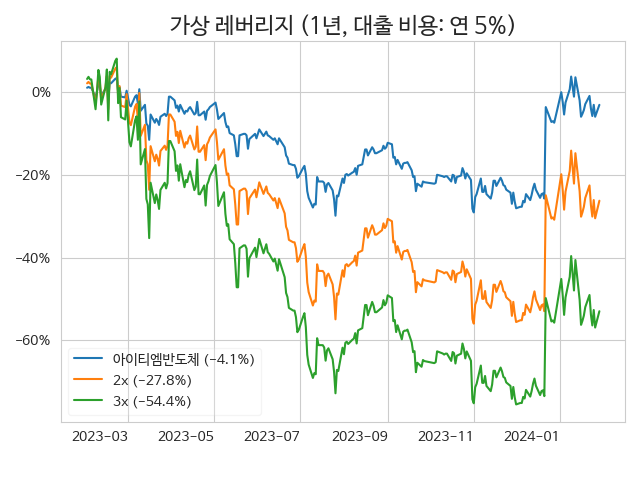 가상 레버리지 (1년, 대출 비용: 연 5%)
0%
−20%
−40%
−60%
아이티엠반도체 (−4.1%)
2x (−27.8%)
3x (−54.4%)
2023−03 2023−05 2023−07 2023−09 2023−11 2024−01